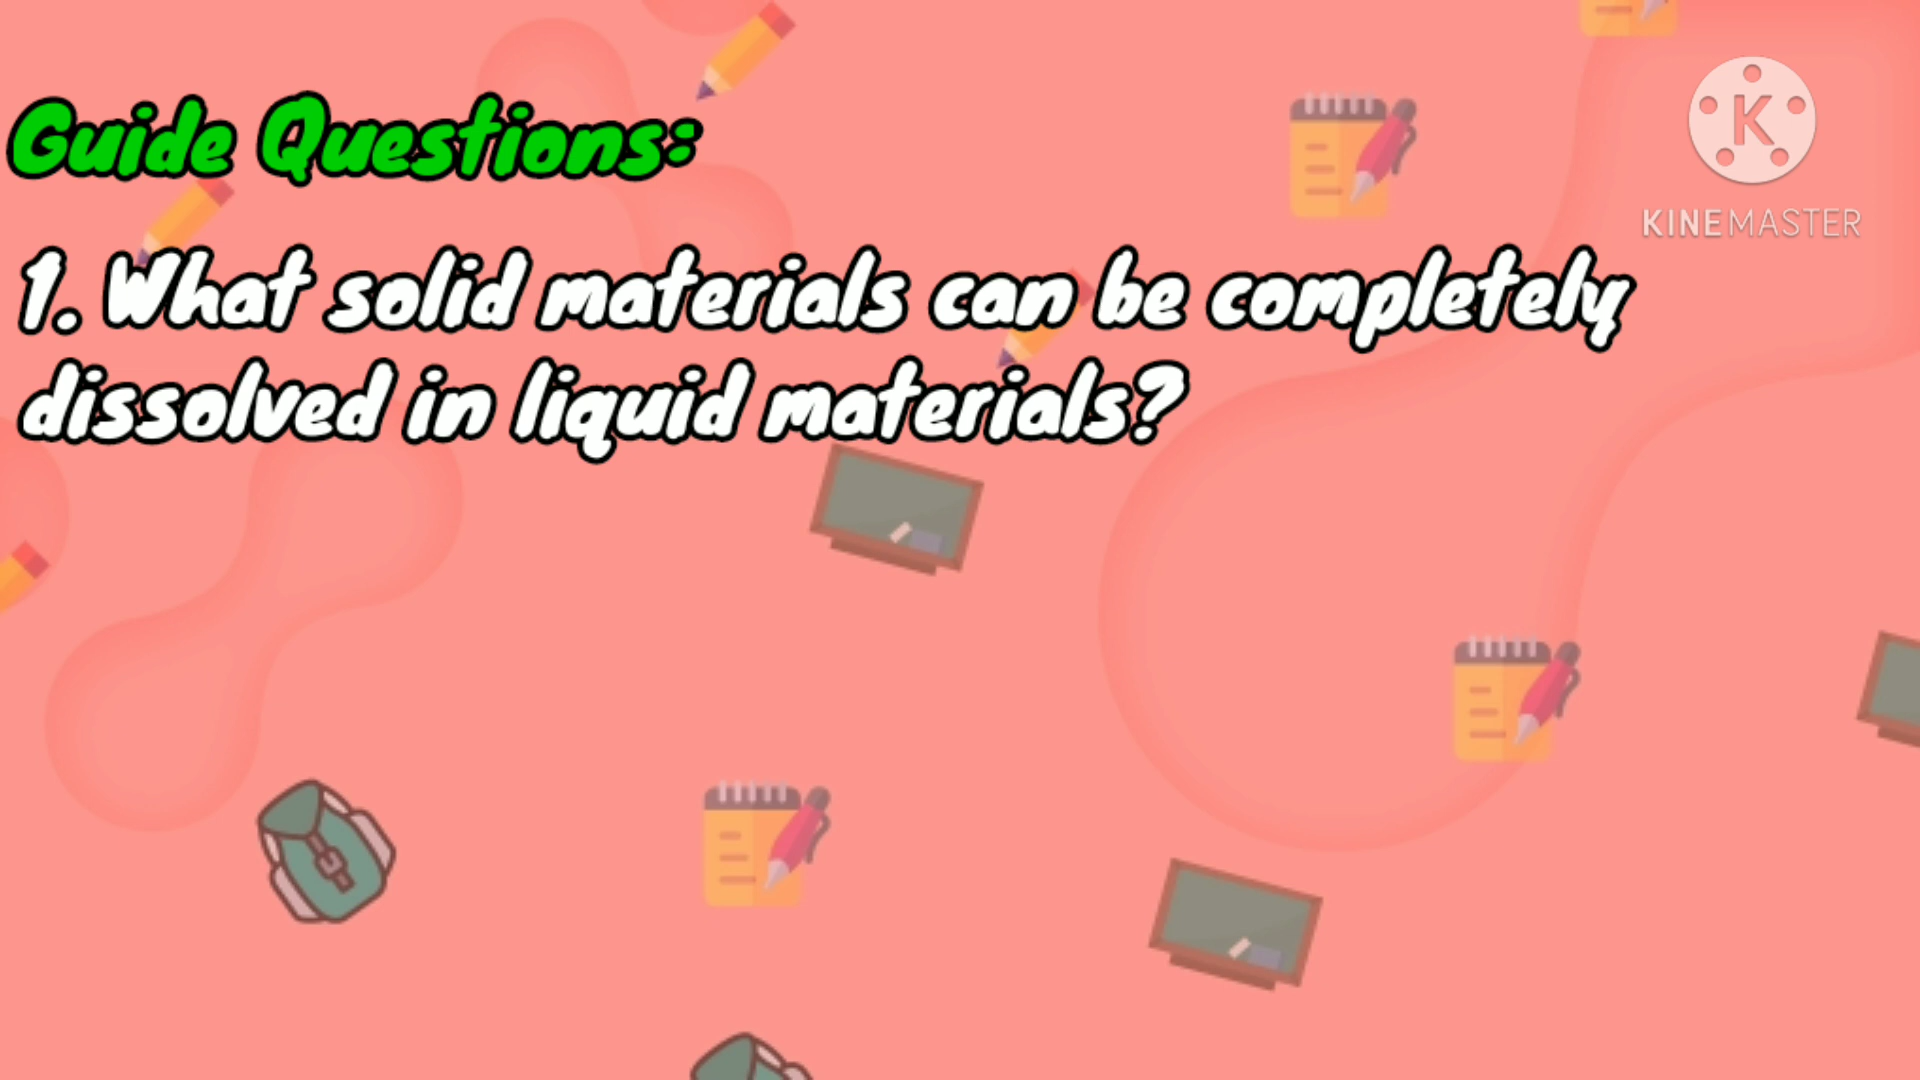 Guide Questions:
KINEMASTER
1. What solid materials can be completely
dissolved in liquid materials?